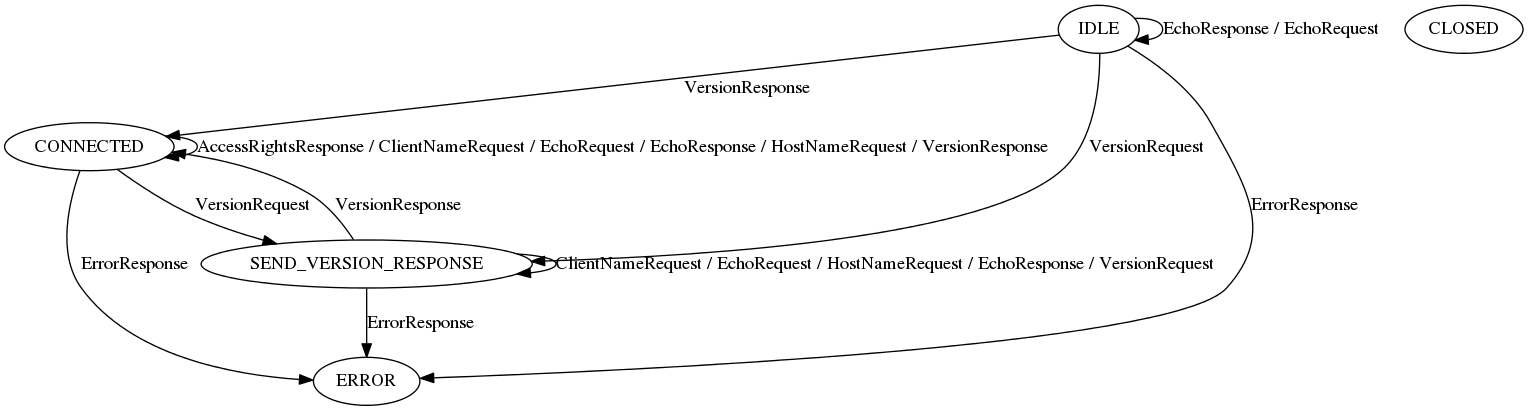 IDLE
EchoResponse / EchoRequest
CLOSED
VersionResponse
CONNECTED
AccessRightsResponse / ClientNameRequest / EchoRequest / EchoResponse / HostNameRequest / VersionResponse
VersionRequest
VersionRequest
VersionResponse
ErrorResponse
ErrorResponse
SEND_VERSION_RESPONSE
ClientNameRequest / EchoRequest / HostNameRequest / EchoResponse / VersionRequest
ErrorResponse
ERROR